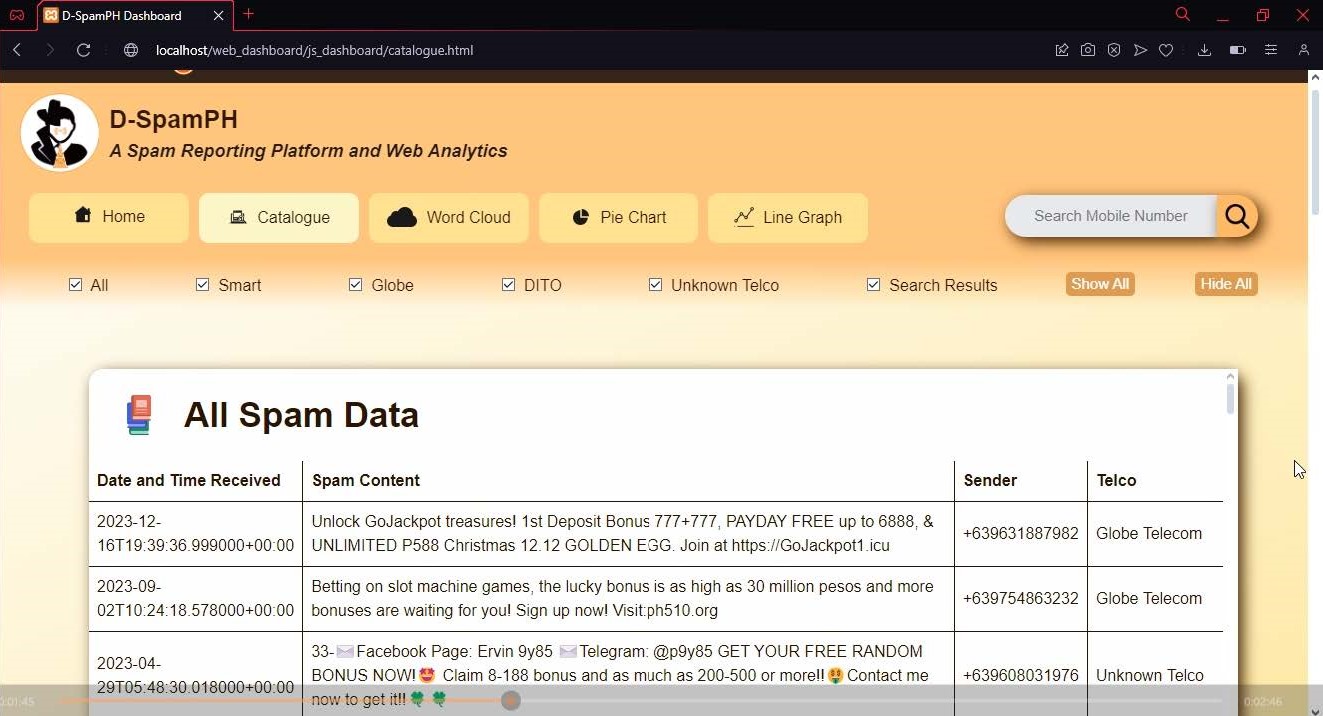 D-SpamPH Dashboard
localhost/web_dashboard/js_dashboard/catalogue.html
D-SpamPH
A Spam Reporting Platform and Web Analytics
Home
Catalogue
Word Cloud
Pie Chart
Line Graph
Search Mobile Number
All
Smart
Globe
DITO
Unknown Telco
Search Results
Show All
Hide All
All Spam Data
Date and Time Received
Spam Content
Sender
Telco
2023-12-
16T19:39:36.999000+00:00
Unlock GoJackpot treasures! 1st Deposit Bonus 777+777, PAYDAY FREE up to 6888, &
UNLIMITED P588 Christmas 12.12 GOLDEN EGG. Join at https://GoJackpot1.icu
+639631887982
Globe Telecom
2023-09-
02T10:24:18.578000+00:00
Betting on slot machine games, the lucky bonus is as high as 30 million pesos and more
bonuses are waiting for you! Sign up now! Visit:ph510.org
+639754863232
Globe Telecom
2023-04-
29T05:48:30.018000+00:00
33-✉️Facebook Page: Ervin 9y85 ✉️Telegram: @p9y85 GET YOUR FREE RANDOM
BONUS NOW!🤩 Claim 8-188 bonus and as much as 200-500 or more!!🤑Contact me
now to get it!!🍀 🍀
+639608031976
Unknown Telco
0:01:45
0:02:46